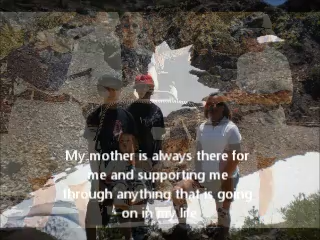 My mother is always there for
me and supporting me
through anything that is going
on in my life